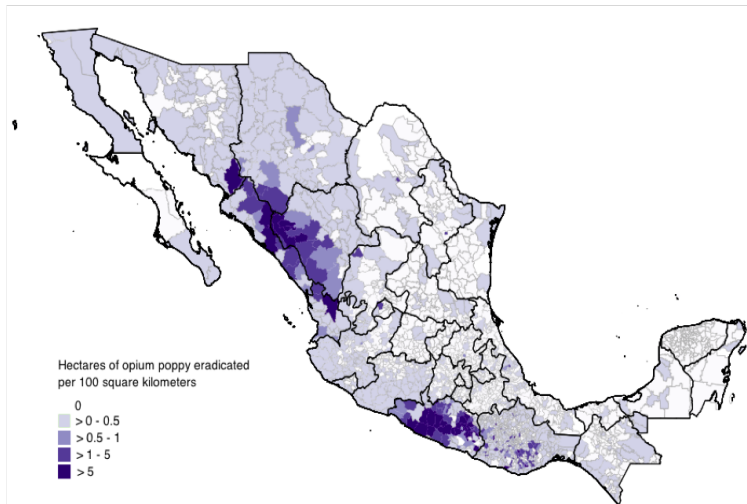 Hectares of opium poppy eradicated
per 100 square kilometers
0
> 0 - 0.5
> 0.5 - 1
> 1 - 5
> 5